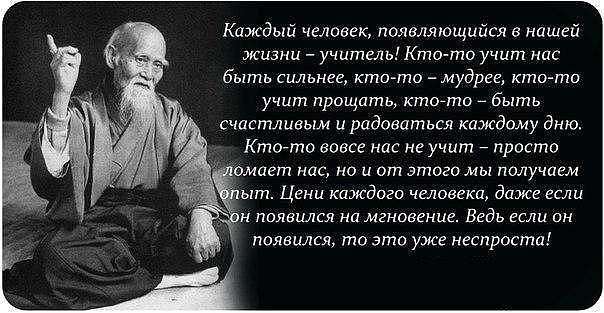 Каждый человек, появляющийся в нашей
жизни – учитель! Кто-то учит нас
быть сильнее, кто-то – мудрее, кто-то
учит прощать, кто-то – быть
счастливым и радоваться каждому дню.
Кто-то вовсе нас не учит – просто
ломает нас, но и от этого мы получаем
опыт. Цени каждого человека, даже если
он появился на мгновение. Ведь если он
появился, то это уже неспроста!